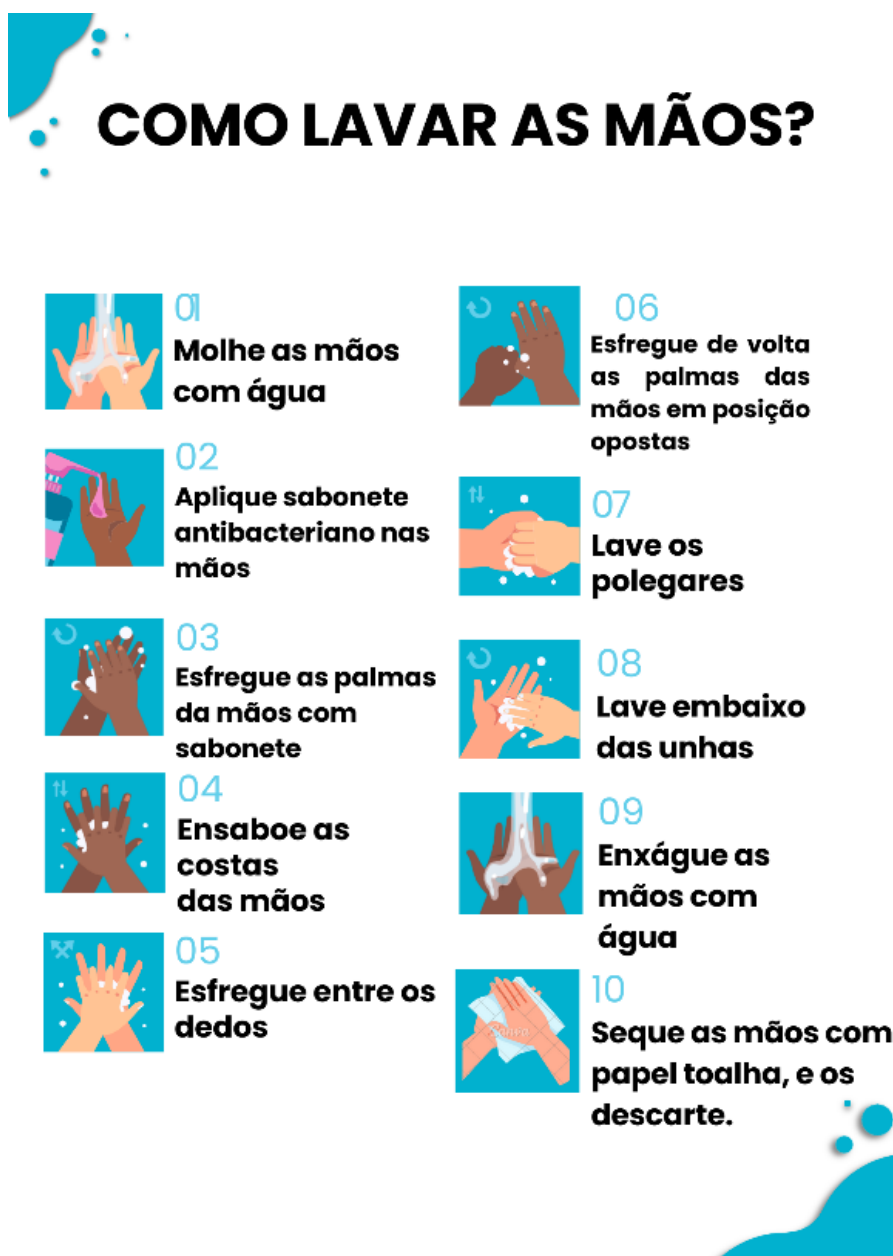 COMO LAVAR AS MÃOS?
01
Molhe as mãos
com água
02
Aplique sabonete
antibacteriano nas
mãos
03
Esfregue as palmas
da mãos com
sabonete
04
Ensaboe as
costas
das mãos
05
Esfregue entre os
dedos
06
Esfregue de volta
as palmas das
mãos em posição
opostas
07
Lave os
polegares
08
Lave embaixo
das unhas
09
Enxágue as
mãos com
água
10
Seque as mãos com
papel toalha, e os
descarte.